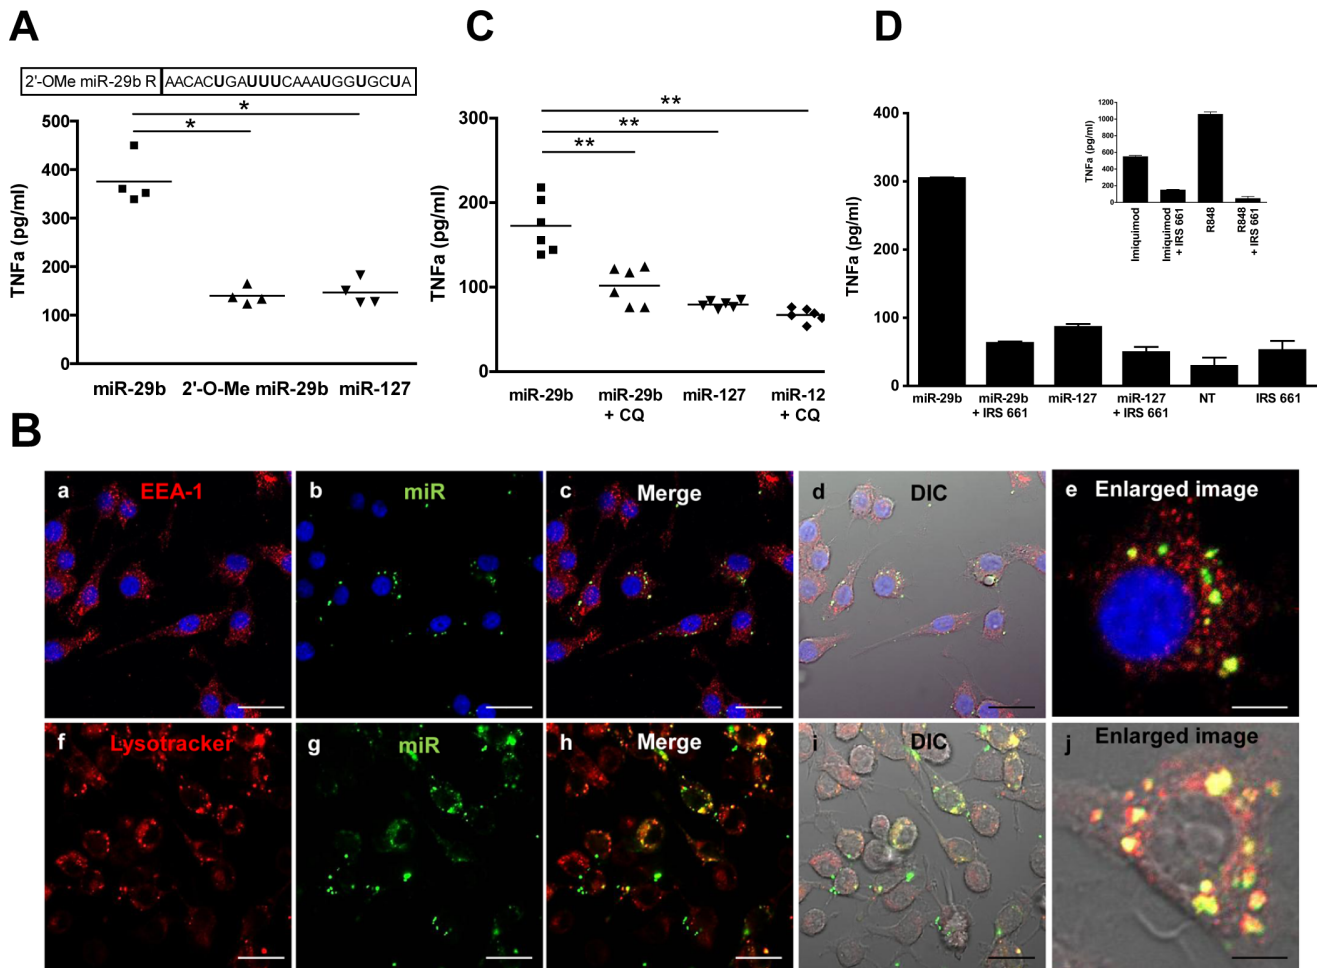 A
2'-OMe miR-29b R AACACUGAUUUCAAAUGGUGCUA
*
*
TNFa (pg/ml)
500
400
300
200
100
0
miR-29b 2'-O-Me miR-29b miR-127
C
**
**
**
TNFa (pg/ml)
300
200
100
0
miR-29b miR-29b miR-127 miR-12
+ CQ + CQ
D
TNFa (pg/ml)
400
300
200
100
0
miR-29b miR-29b miR-127 miR-127 NT IRS 661
+ IRS 661 + IRS 661
TNFa (pg/ml)
1200
1000
800
600
400
200
0
Imiquimod
Imiquimod
+ IRS 661
R848
R848
+ IRS 661
B
a EEA-1
b miR
c Merge
d DIC
e Enlarged image
f Lysotracker
g miR
h Merge
i DIC
j Enlarged image